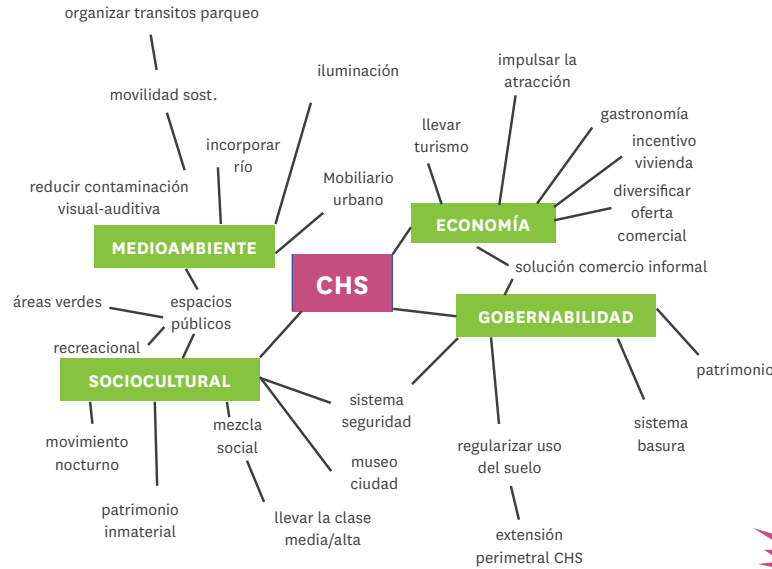 organizar transitos parqueo
movilidad sost.
iluminación
incorporar
río
reducir contaminación
visual-auditiva
Mobiliario
urbano
MEDIOAMBIENTE
impulsar la
atracción
llevar
turismo
gastronomía
incentivo
vivienda
diversificar
oferta
comercial
ECONOMÍA
solución comercio informal
CHS
GOBERNABILIDAD
áreas verdes
espacios
públicos
recreacional
SOCIOCULTURAL
patrimonio
sistema
seguridad
mezcla
social
movimiento
nocturno
museo
ciudad
regularizar uso
del suelo
sistema
basura
patrimonio
inmaterial
llevar la clase
media/alta
extensión
perimetral CHS